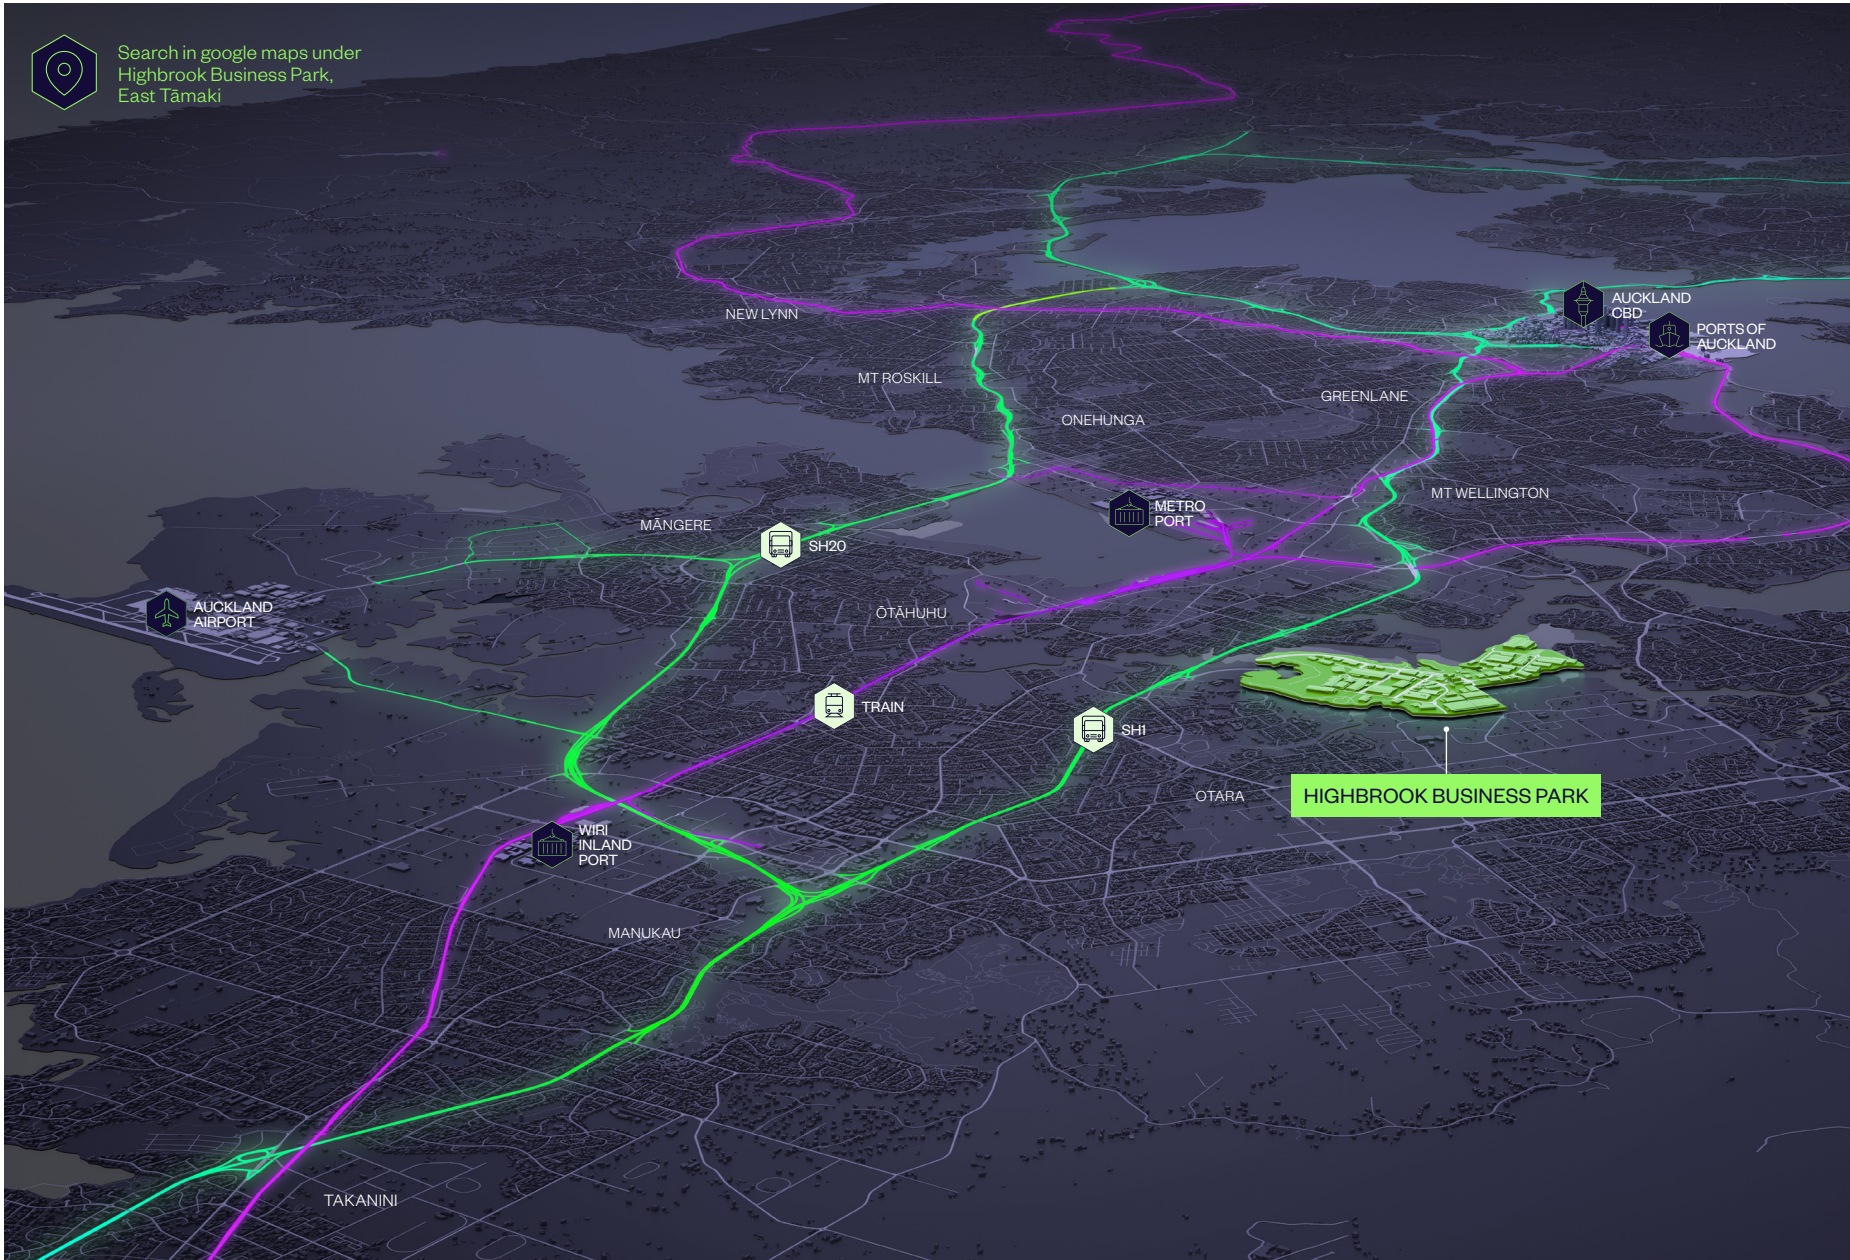 Search in google maps under
Highbrook Business Park,
East Tāmaki
AUCKLAND
CBD
NEW LYNN
PORTS OF
AUCKLAND
MT ROSKILL
GREENLANE
ONEHUNGA
MT WELLINGTON
METRO
PORT
MĀNGERE
SH20
AUCKLAND
AIRPORT
ŌTĀHUHU
TRAIN
SH1
OTARA
HIGHBROOK BUSINESS PARK
WIRI
INLAND
PORT
MANUKAU
TAKANINI